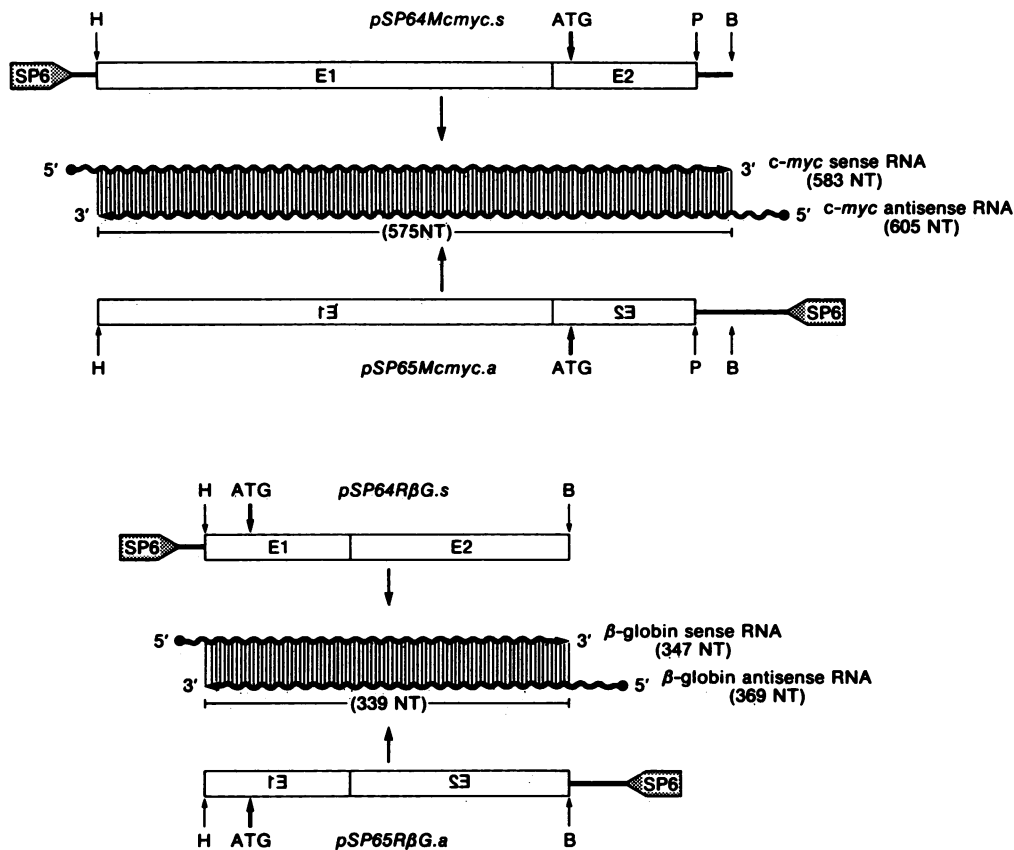 H pSP64Mcmyc.s ATG P B
SP6 E1 E2
5' 3' c-myc sense RNA
(583 NT)
3' 5' c-myc antisense RNA
(575NT) (605 NT)
E1 E2 SP6
H pSP65Mcmyc.a ATG P B
H ATG pSP64RβG.s B
SP6 E1 E2
5' 3' β-globin sense RNA
(347 NT)
3' 5' β-globin antisense RNA
(339 NT) (369 NT)
E1 E2 SP6
H ATG pSP65RβG.a B